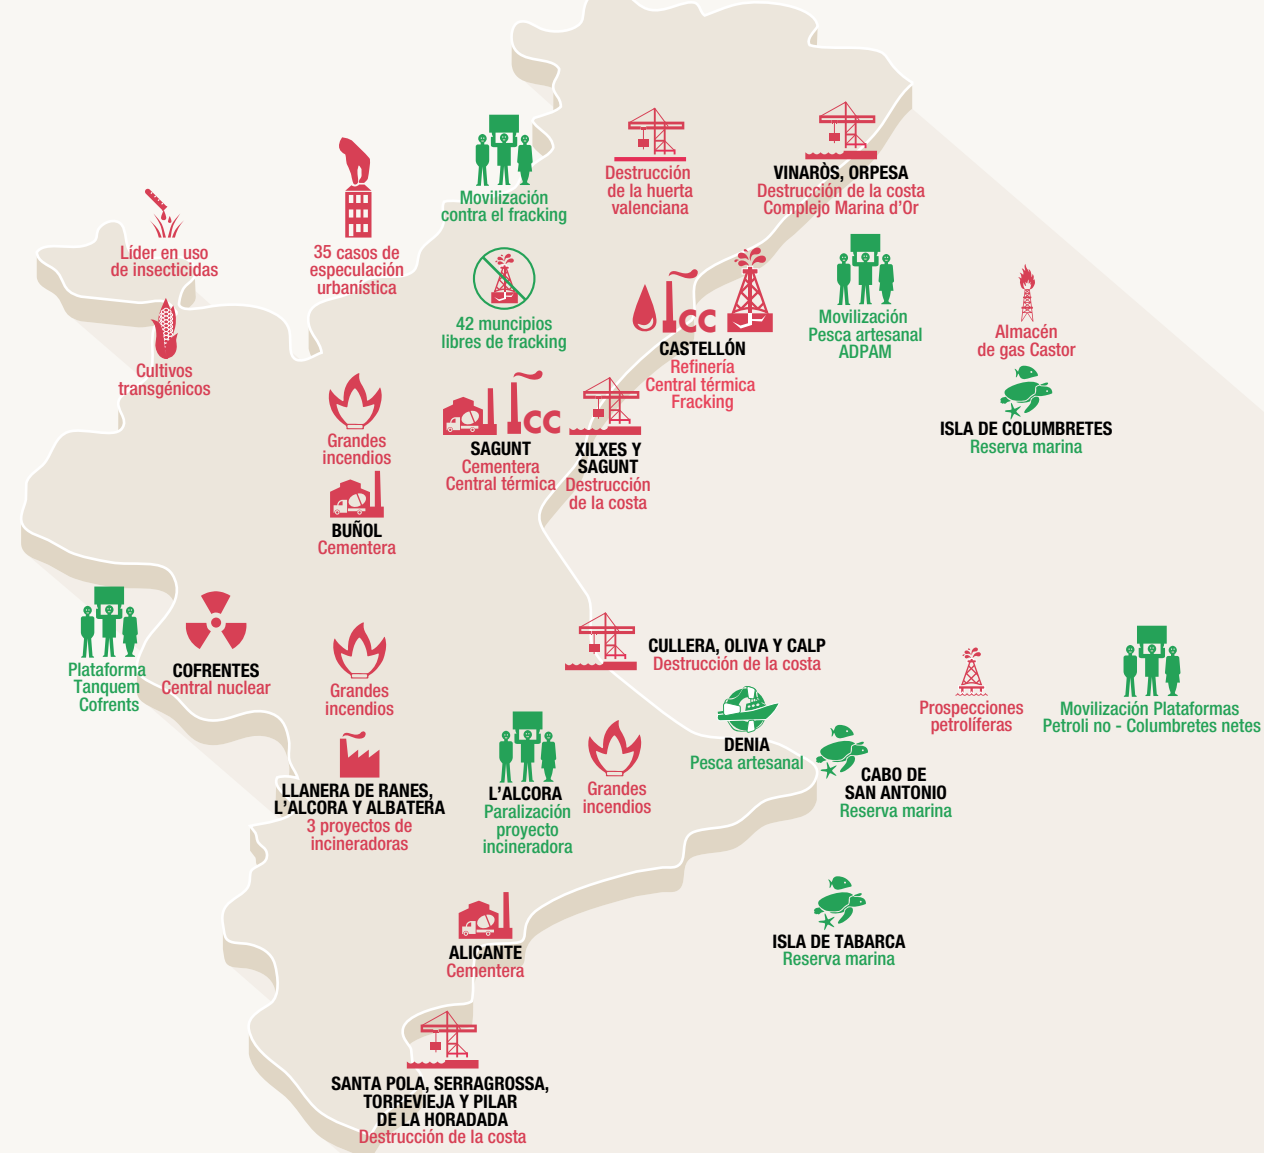 Movilización
contra el fracking
Destrucción
de la huerta
valenciana
VINARÒS, ORPESA
Destrucción de la costa
Complejo Marina d'Or
Líder en uso
de insecticidas
35 casos de
especulación
urbanística
42 muncipios
libres de fracking
Movilización
Pesca artesanal
ADPAM
Almacén
de gas Castor
Cultivos
transgénicos
CC
CASTELLÓN
Refinería
Central térmica
Fracking
Grandes
incendios
CC
SAGUNT
Cementera
Central térmica
XILXES Y
SAGUNT
Destrucción
de la costa
ISLA DE COLUMBRETES
Reserva marina
BUÑOL
Cementera
Plataforma
Tanquem
Cofrents
COFRENTES
Central nuclear
Grandes
incendios
CULLERA, OLIVA Y CALP
Destrucción de la costa
Prospecciones
petrolíferas
Movilización Plataformas
Petroli no - Columbretes netes
DENIA
Pesca artesanal
CABO DE
SAN ANTONIO
Reserva marina
LLANERA DE RANES,
L'ALCORA Y ALBATERA
3 proyectos de
incineradoras
L'ALCORA
Paralización
proyecto
incineradora
Grandes
incendios
ALICANTE
Cementera
ISLA DE TABARCA
Reserva marina
SANTA POLA, SERRAGROSSA,
TORREVIEJA Y PILAR
DE LA HORADADA
Destrucción de la costa